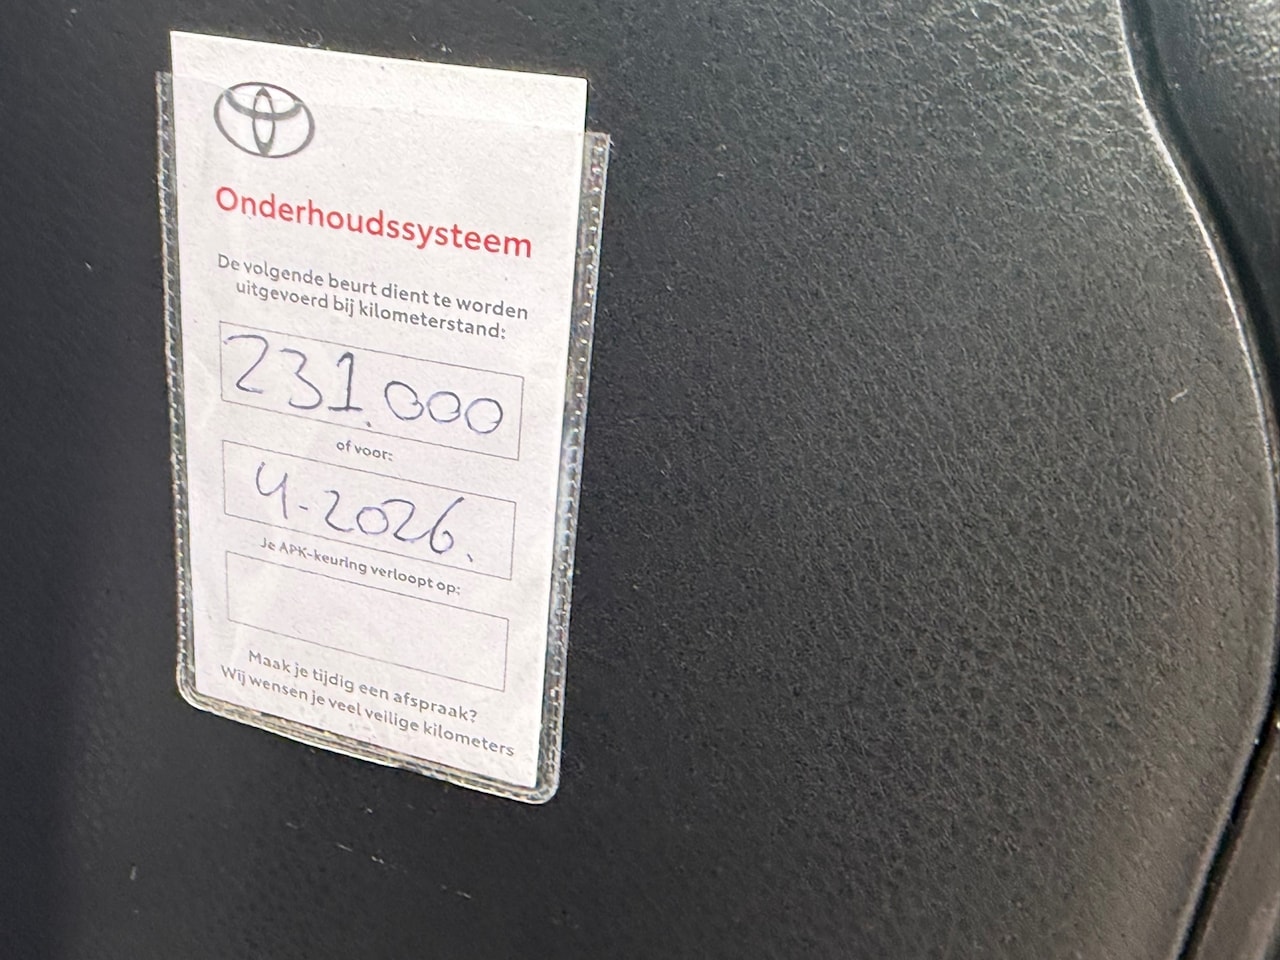 Onderhoudssysteem
De volgende beurt dient te worden
uitgevoerd bij kilometerstand:
231.000
of voor:
4-2026.
Je APK-keuring verloopt op:
Maak je tijdig een afspraak?
Wij wensen je veel veilige kilometers